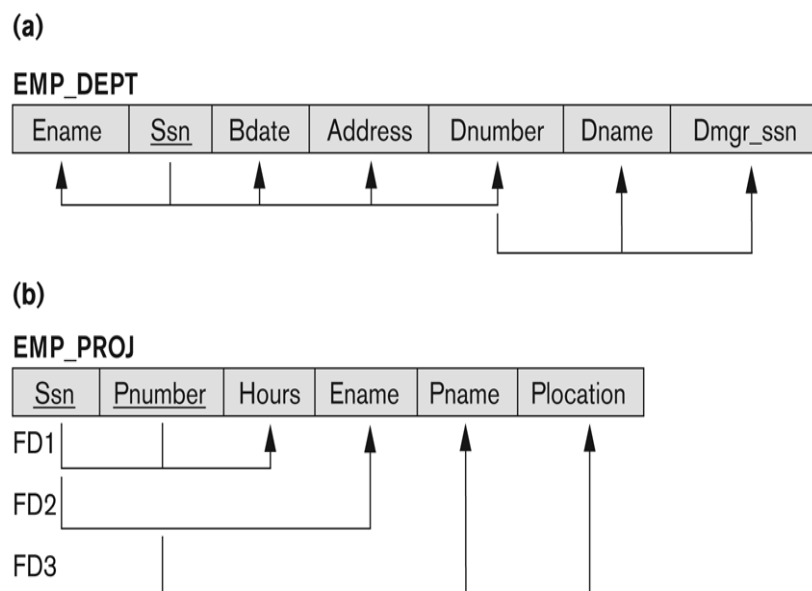 (a)
EMP_DEPT
Ename Ssn Bdate Address Dnumber Dname Dmgr_ssn
(b)
EMP_PROJ
Ssn Pnumber Hours Ename Pname Plocation
FD1
FD2
FD3